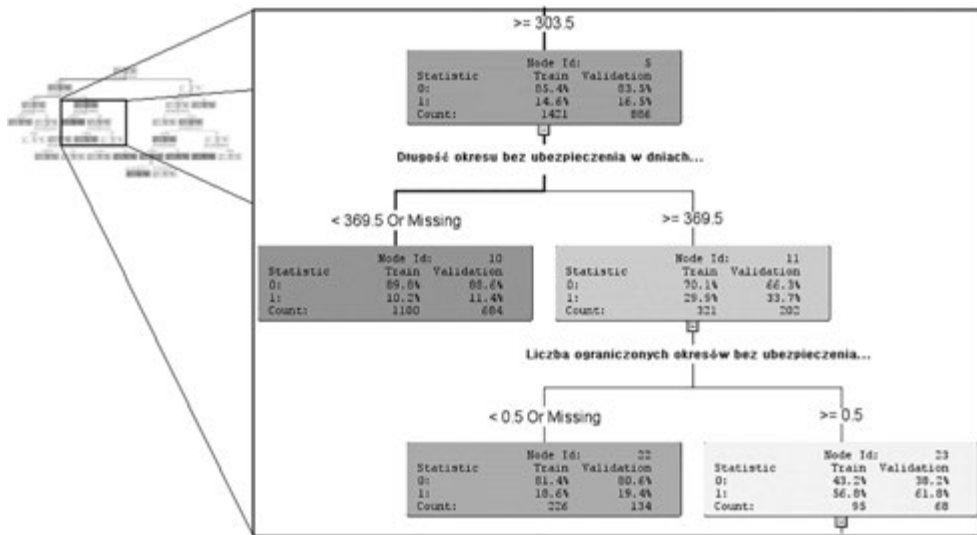 >= 303.5
Node Id: 5
Statistic Train Validation
0: 85.4% 83.5%
1: 14.6% 16.5%
Count: 1421 886
Długość okresu bez ubezpieczenia w dniach...
< 369.5 Or Missing
>= 369.5
Node Id: 10
Statistic Train Validation
0: 89.8% 88.6%
1: 10.2% 11.4%
Count: 1100 684
Node Id: 11
Statistic Train Validation
0: 70.1% 66.3%
1: 29.9% 33.7%
Count: 321 202
Liczba ograniczonych okresów bez ubezpieczenia...
< 0.5 Or Missing
>= 0.5
Node Id: 22
Statistic Train Validation
0: 81.4% 80.6%
1: 18.6% 19.4%
Count: 226 134
Node Id: 23
Statistic Train Validation
0: 43.2% 38.2%
1: 56.8% 61.8%
Count: 95 68